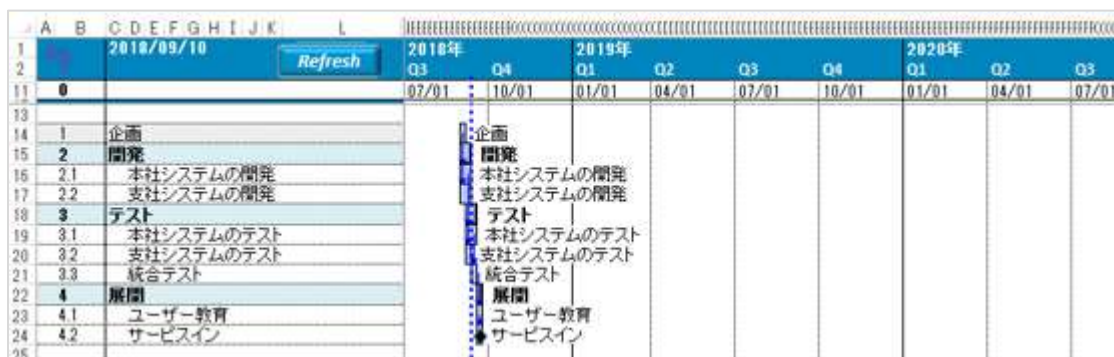 A B C D E F G H I J K L
1 2018/09/10 Refresh 2018年 2019年 2020年
2 Q3 Q4 Q1 Q2 Q3 Q4 Q1 Q2 Q3
11 0 07/01 10/01 01/01 04/01 07/01 10/01 01/01 04/01 07/01
13
14 1 企画 企画
15 2 開発 開発
16 2.1 本社システムの開発 本社システムの開発
17 2.2 支社システムの開発 支社システムの開発
18 3 テスト テスト
19 3.1 本社システムのテスト 本社システムのテスト
20 3.2 支社システムのテスト 支社システムのテスト
21 3.3 統合テスト 統合テスト
22 4 展開 展開
23 4.1 ユーザー教育 ユーザー教育
24 4.2 サービスイン サービスイン
25